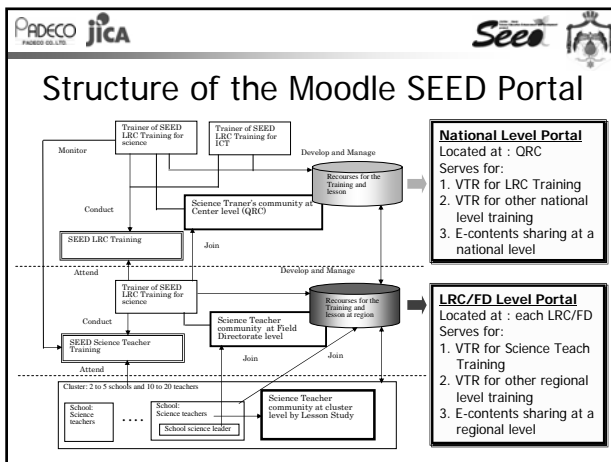 PADECO
PADECO CO., LTD.
jICA
Seed
Structure of the Moodle SEED Portal
Trainer of SEED
LRC Training for
science
Trainer of SEED
LRC Training for
ICT
Monitor
Develop and Manage
Recourses for the
Training and
lesson
Science Traner's community at
Center level (QRC)
Conduct
SEED LRC Training
Join
Attend
Develop and Manage
Trainer of SEED
LRC Training for
science
Recourses for the
Training and
lesson at region
Conduct
Science Teacher
community at Field
Directorate level
SEED Science Teacher
Training
Join
Join
Attend
Cluster: 2 to 5 schools and 10 to 20 teachers
School:
Science
teachers
....
School:
Science teachers
School science leader
Science Teacher
community at cluster
level by Lesson Study
National Level Portal
Located at : QRC
Serves for:
1. VTR for LRC Training
2. VTR for other national
level training
3. E-contents sharing at a
national level
LRC/FD Level Portal
Located at : each LRC/FD
Serves for:
1. VTR for Science Teach
Training
2. VTR for other regional
level training
3. E-contents sharing at a
regional level